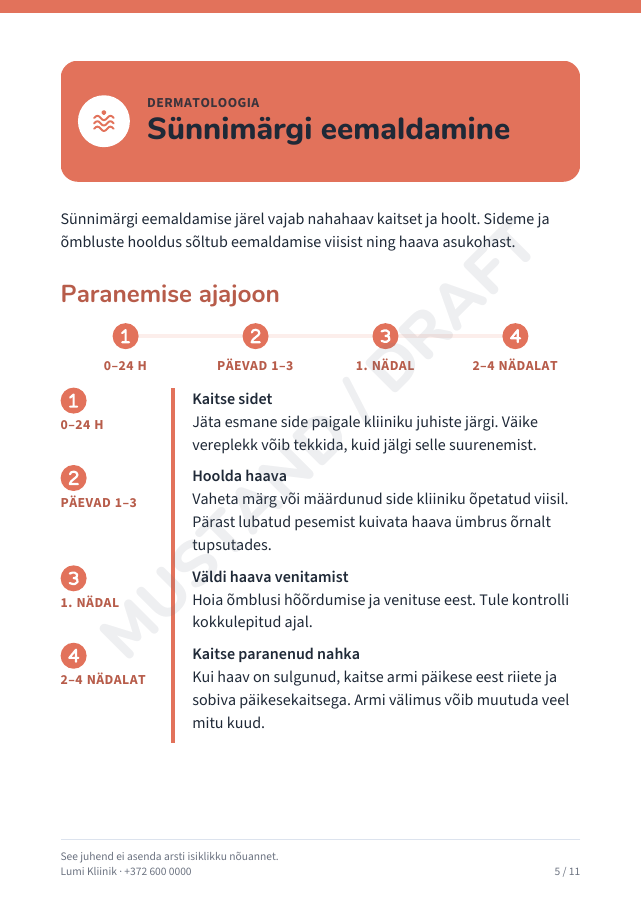 DERMATOLOOGIA
Sünnimärgi eemaldamine
Sünnimärgi eemaldamise järel vajab nahahaav kaitset ja hoolt. Sideme ja
õmbluste hooldus sõltub eemaldamise viisist ning haava asukohast.
Paranemise ajajoon
1 2 3 4
0–24 H PÄEVAD 1–3 1. NÄDAL 2–4 NÄDALAT
1
0–24 H
Kaitse sidet
Jäta esmane side paigale kliiniku juhiste järgi. Väike
vereplekk võib tekkida, kuid jälgi selle suurenemist.
2
PÄEVAD 1–3
Hoolda haava
Vaheta märg või määrdunud side kliiniku õpetatud viisil.
Pärast lubatud pesemist kuivata haava ümbrus õrnalt
tupsutades.
3
1. NÄDAL
Väldi haava venitamist
Hoia õmblusi hõõrdumise ja venituse eest. Tule kontrolli
kokkulepitud ajal.
4
2–4 NÄDALAT
Kaitse paranenud nahka
Kui haav on sulgunud, kaitse armi päikese eest riiete ja
sobiva päikesekaitsega. Armi välimus võib muutuda veel
mitu kuud.
MUSTAND / DRAFT
See juhend ei asenda arsti isiklikku nõuannet.
Lumi Kliinik · +372 600 0000
5 / 11